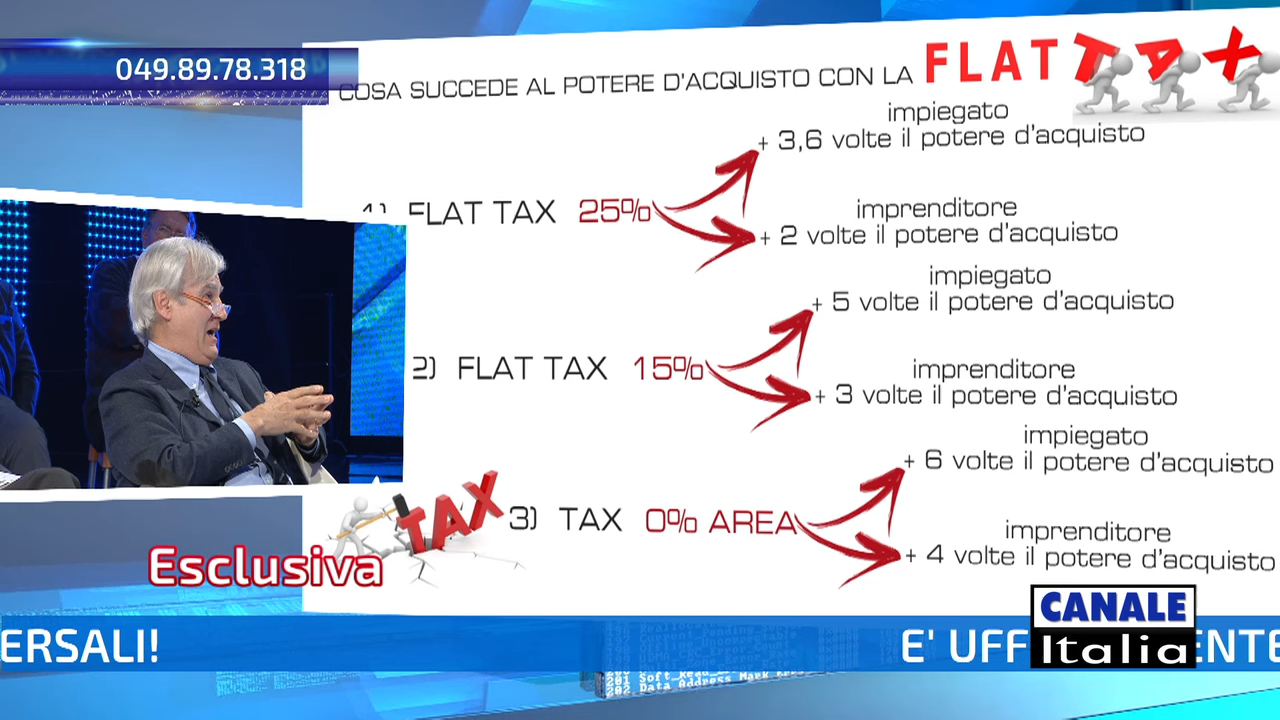 049.89.78.318
COSA SUCCEDE AL POTERE D'ACQUISTO CON LA FLAT TAX
impiegato
+ 3,6 volte il potere d'acquisto
1) FLAT TAX 25%
imprenditore
+ 2 volte il potere d'acquisto
impiegato
+ 5 volte il potere d'acquisto
2) FLAT TAX 15%
imprenditore
+ 3 volte il potere d'acquisto
impiegato
+ 6 volte il potere d'acquisto
TAX
3) TAX 0% AREA
imprenditore
+ 4 volte il potere d'acquisto
Esclusiva
CANALE
Italia
ERSALI! E' UFF ENTE